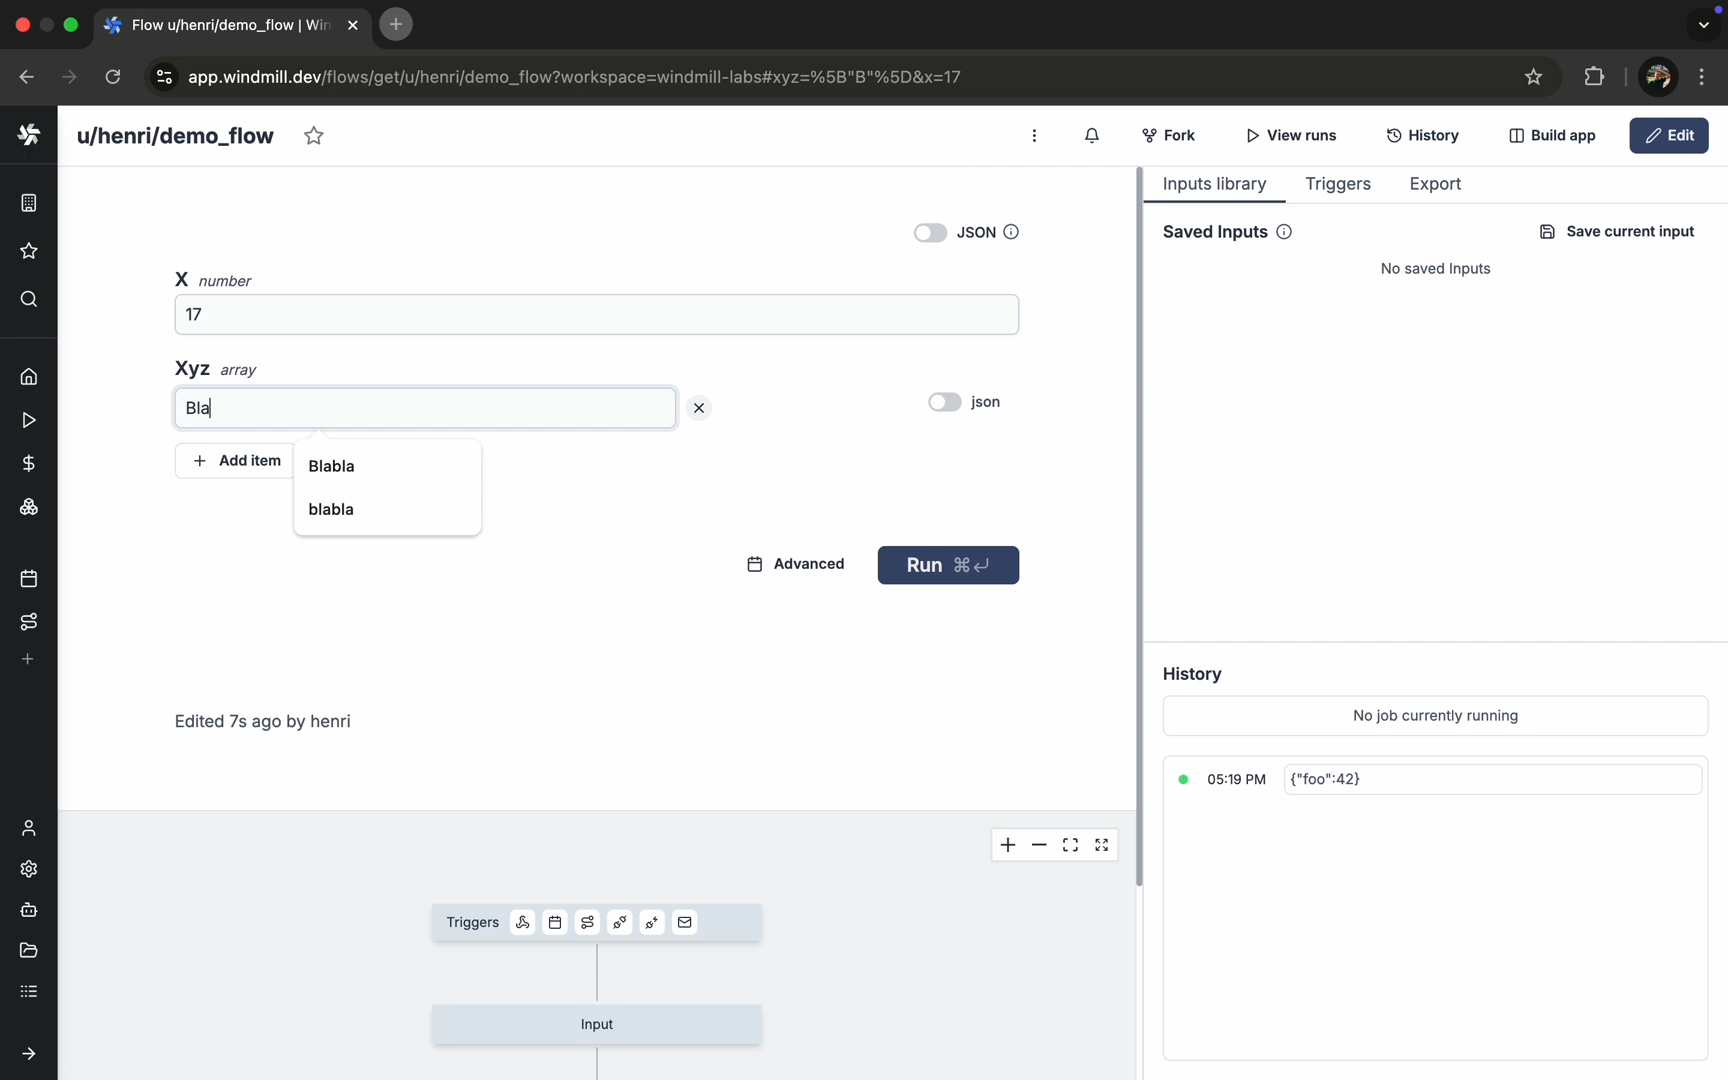 Flow u/henri/demo_flow | Win
app.windmill.dev/flows/get/u/henri/demo_flow?workspace=windmill-labs#xyz=%5B"B"%5D&x=17
u/henri/demo_flow
Fork
View runs
History
Build app
Edit
JSON
X number
17
Xyz array
Bla
json
Add item
Blabla
blabla
Advanced
Run ⌘↵
Edited 7s ago by henri
Triggers
Input
Inputs library
Triggers
Export
Saved Inputs
Save current input
No saved Inputs
History
No job currently running
05:19 PM
{"foo":42}